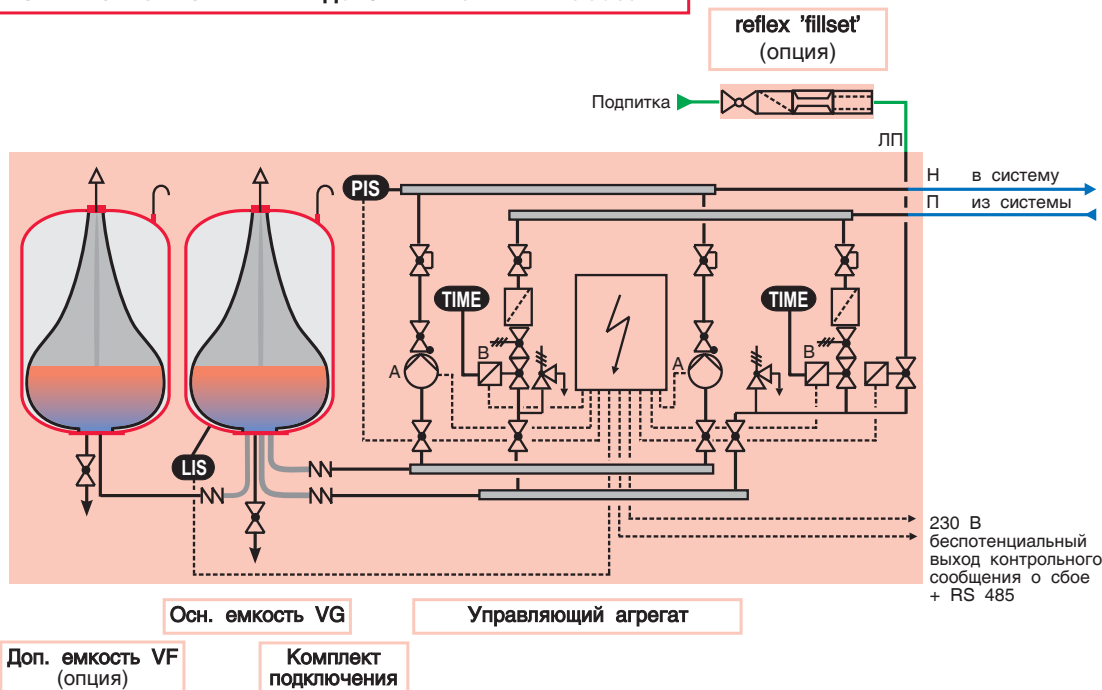 reflex 'fillset'
(опция)
Подпитка
ЛП
PIS
Н в систему
П из системы
TIME
TIME
B
B
A
A
LIS
230 В
беспотенциальный
выход контрольного
сообщения о сбое
+ RS 485
Осн. емкость VG
Управляющий агрегат
Доп. емкость VF
(опция)
Комплект
подключения